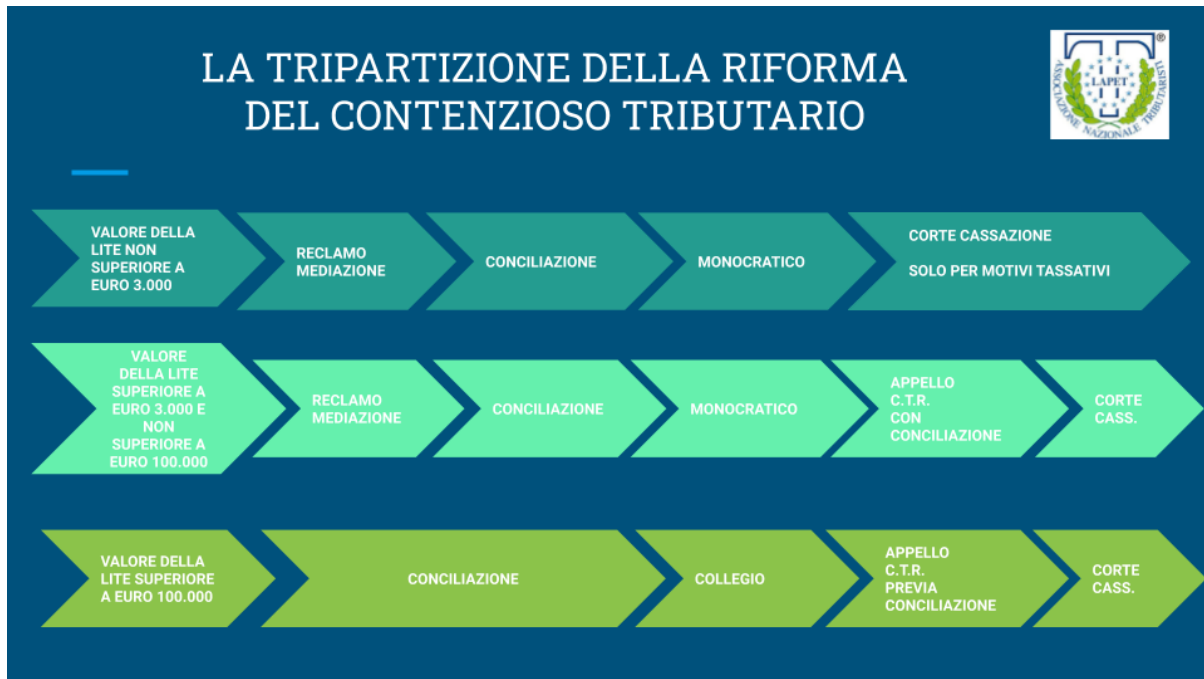 LA TRIPARTIZIONE DELLA RIFORMA
DEL CONTENZIOSO TRIBUTARIO
®
LAPET
ASSOCIAZIONE NAZIONALE TRIBUTARISTI
VALORE DELLA
LITE NON
SUPERIORE A
EURO 3.000
RECLAMO
MEDIAZIONE
CONCILIAZIONE
MONOCRATICO
CORTE CASSAZIONE
SOLO PER MOTIVI TASSATIVI
VALORE
DELLA LITE
SUPERIORE A
EURO 3.000 E
NON
SUPERIORE A
EURO 100.000
RECLAMO
MEDIAZIONE
CONCILIAZIONE
MONOCRATICO
APPELLO
C.T.R.
CON
CONCILIAZIONE
CORTE
CASS.
VALORE DELLA
LITE SUPERIORE
A EURO 100.000
CONCILIAZIONE
COLLEGIO
APPELLO
C.T.R.
PREVIA
CONCILIAZIONE
CORTE
CASS.